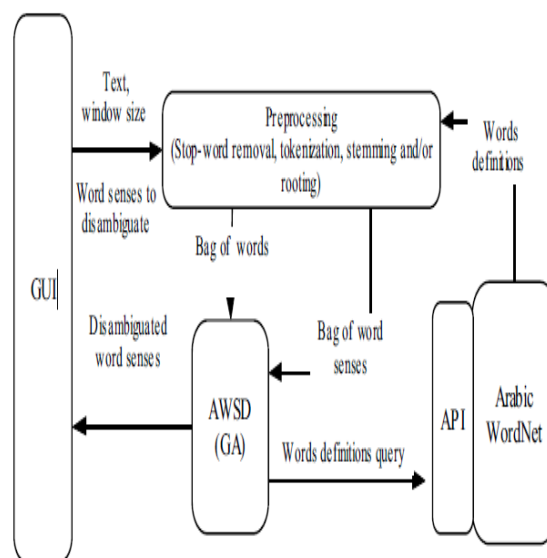 Text,
window size
Preprocessing
(Stop-word removal, tokenization, stemming and/or
rooting)
Words
definitions
Word senses to
disambiguate
Bag of words
GUI
Disambiguated
word senses
Bag of word
senses
AWSD
(GA)
API
Arabic
WordNet
Words definitions query